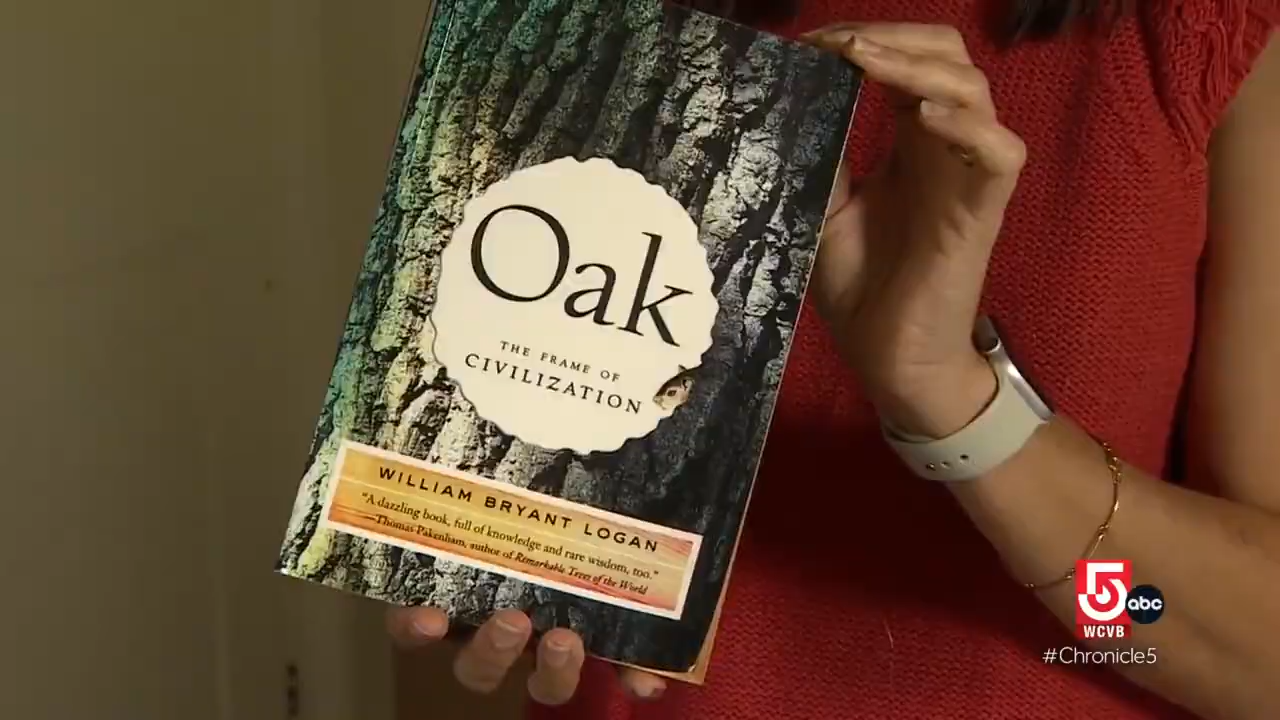 Oak
THE FRAME OF
CIVILIZATION
WILLIAM BRYANT LOGAN
"A dazzling book, full of knowledge and rare wisdom, too."
—Thomas Pakenham, author of Remarkable Trees of the World
5 abc
WCVB
#Chronicle5